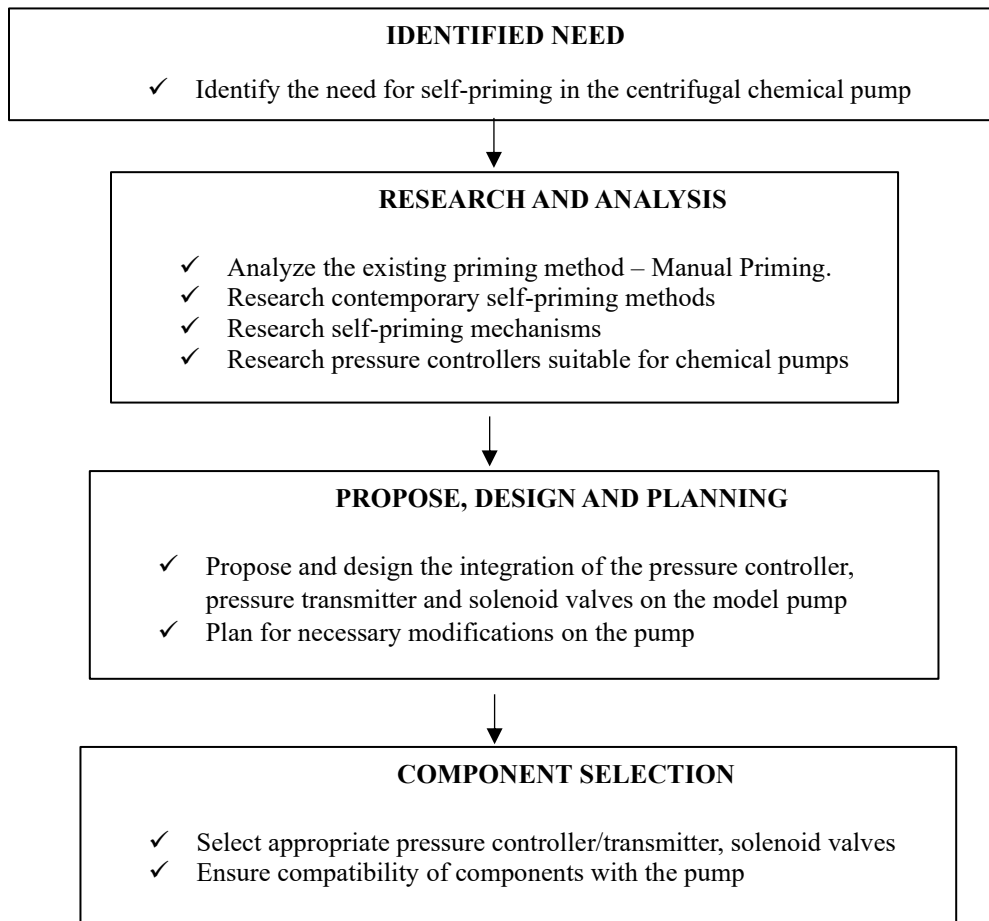 IDENTIFIED NEED
✓ Identify the need for self-priming in the centrifugal chemical pump
RESEARCH AND ANALYSIS
✓ Analyze the existing priming method – Manual Priming.
✓ Research contemporary self-priming methods
✓ Research self-priming mechanisms
✓ Research pressure controllers suitable for chemical pumps
PROPOSE, DESIGN AND PLANNING
✓ Propose and design the integration of the pressure controller,
pressure transmitter and solenoid valves on the model pump
✓ Plan for necessary modifications on the pump
COMPONENT SELECTION
✓ Select appropriate pressure controller/transmitter, solenoid valves
✓ Ensure compatibility of components with the pump